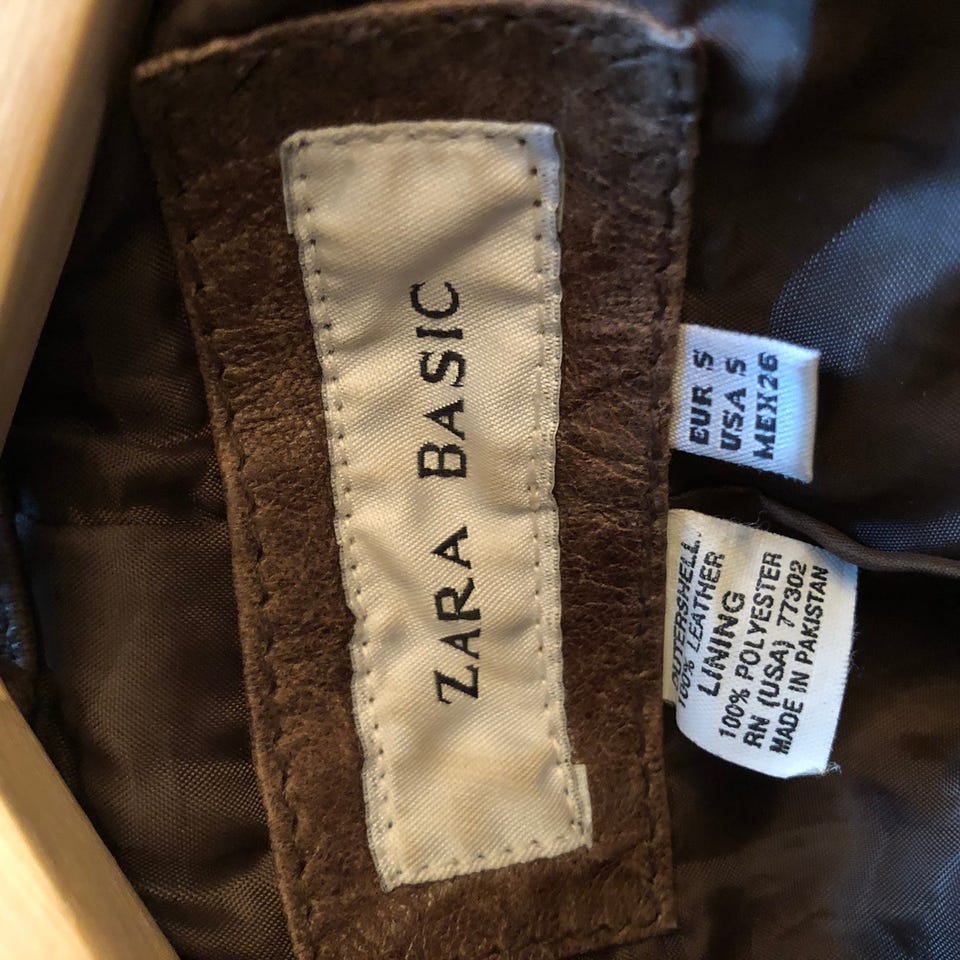 ZARA BASIC
EUR S
USA S
MEX 26
OUTERSHELL
100% LEATHER
LINING
100% POLYESTER
RN (USA) 77302
MADE IN PAKISTAN